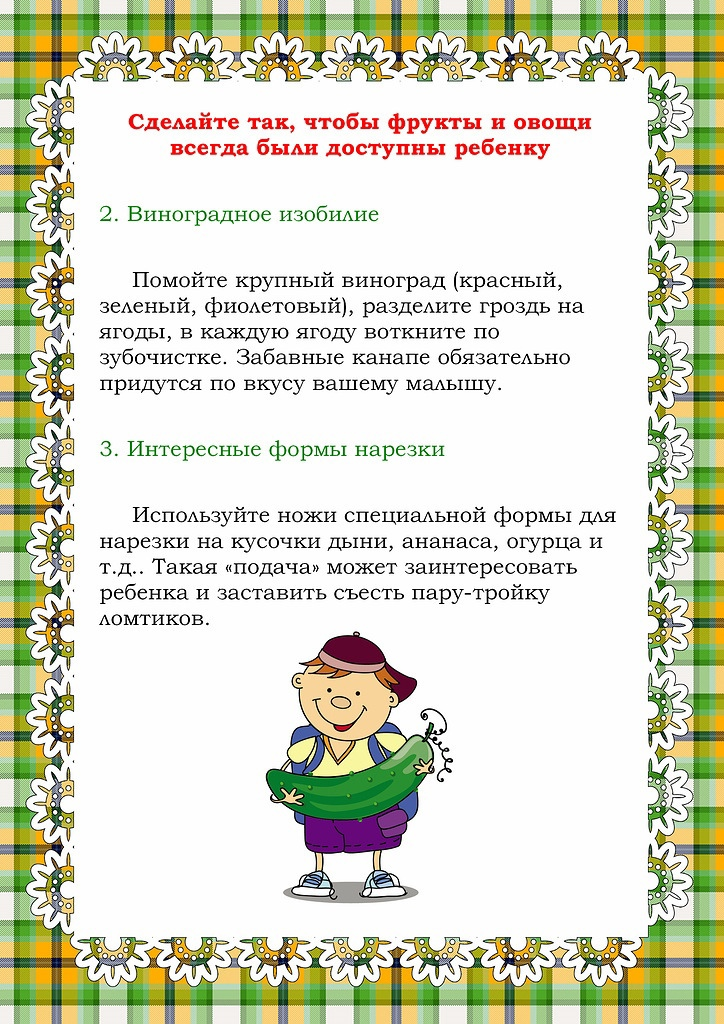 Сделайте так, чтобы фрукты и овощи
всегда были доступны ребенку
2. Виноградное изобилие
Помойте крупный виноград (красный,
зеленый, фиолетовый), разделите гроздь на
ягоды, в каждую ягоду воткните по
зубочистке. Забавные канапе обязательно
придутся по вкусу вашему малышу.
3. Интересные формы нарезки
Используйте ножи специальной формы для
нарезки на кусочки дыни, ананаса, огурца и
т.д.. Такая «подача» может заинтересовать
ребенка и заставить съесть пару-тройку
ломтиков.